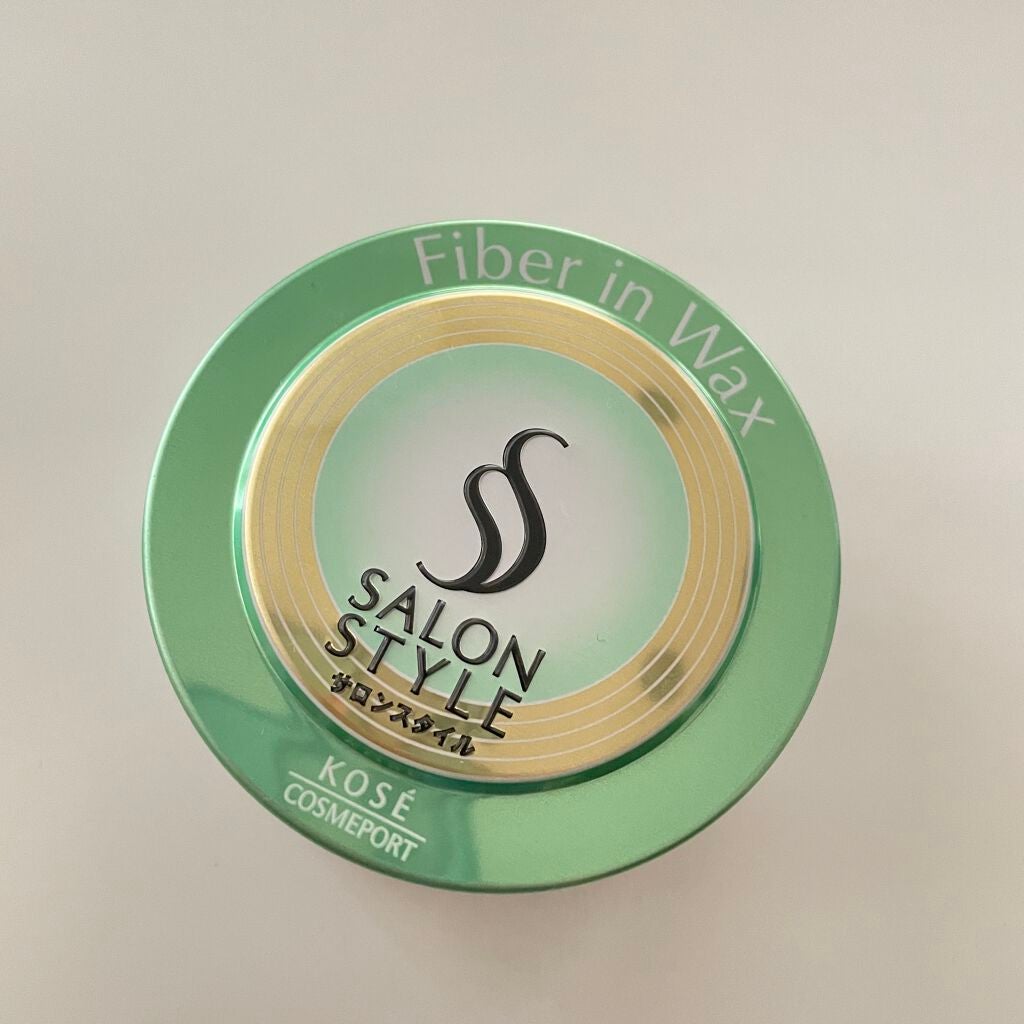 Fiber in Wax
SALON
STYLE
サロンスタイル
KOSÉ
COSMEPORT